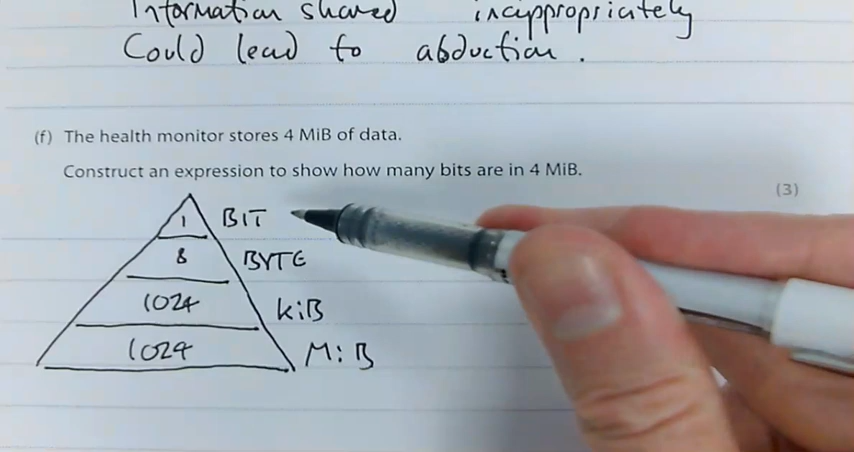 Information shared inappropriately
Could lead to abduction.
(f) The health monitor stores 4 MiB of data.
Construct an expression to show how many bits are in 4 MiB.
(3)
1 BIT
8 BYTE
1024 KiB
1024 MiB